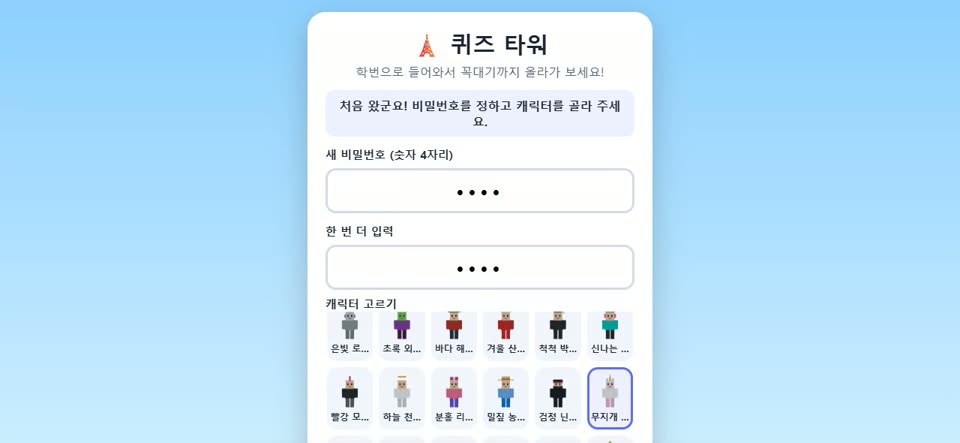 퀴즈 타워
학번으로 들어와서 꼭대기까지 올라가 보세요!
처음 왔군요! 비밀번호를 정하고 캐릭터를 골라 주세
요.
새 비밀번호 (숫자 4자리)
••••
한 번 더 입력
••••
캐릭터 고르기
은빛 로... 초록 외... 바다 해... 겨울 산... 척척 박... 신나는 ...
빨강 모... 하늘 천... 분홍 리... 밀짚 농... 검정 닌... 무지개 ...